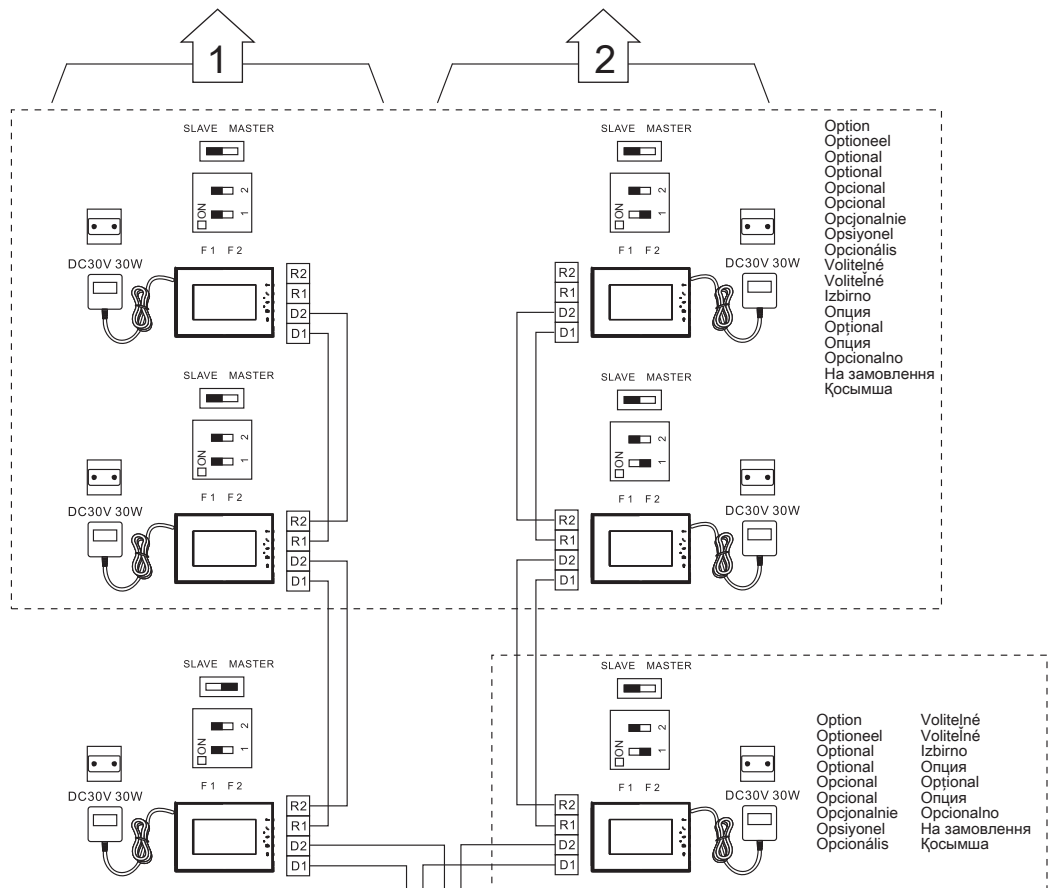 1
2
SLAVE MASTER
ON
1 2
F1 F2
DC30V 30W
R2
R1
D2
D1
SLAVE MASTER
ON
1 2
F1 F2
DC30V 30W
R2
R1
D2
D1
Option
Optioneel
Optional
Optional
Opcional
Opcional
Opcjonalnie
Opsiyonel
Opcionális
Volitelné
Voliteľné
Izbirno
Опция
Opțional
Опция
Opcionalno
На замовлення
Қосымша
SLAVE MASTER
ON
1 2
F1 F2
DC30V 30W
R2
R1
D2
D1
SLAVE MASTER
ON
1 2
F1 F2
DC30V 30W
R2
R1
D2
D1
SLAVE MASTER
ON
1 2
F1 F2
DC30V 30W
R2
R1
D2
D1
SLAVE MASTER
ON
1 2
F1 F2
DC30V 30W
R2
R1
D2
D1
Option
Optioneel
Optional
Optional
Opcional
Opcional
Opcjonalnie
Opsiyonel
Opcionális
Volitelné
Voliteľné
Izbirno
Опция
Opțional
Опция
Opcionalno
На замовлення
Қосымша